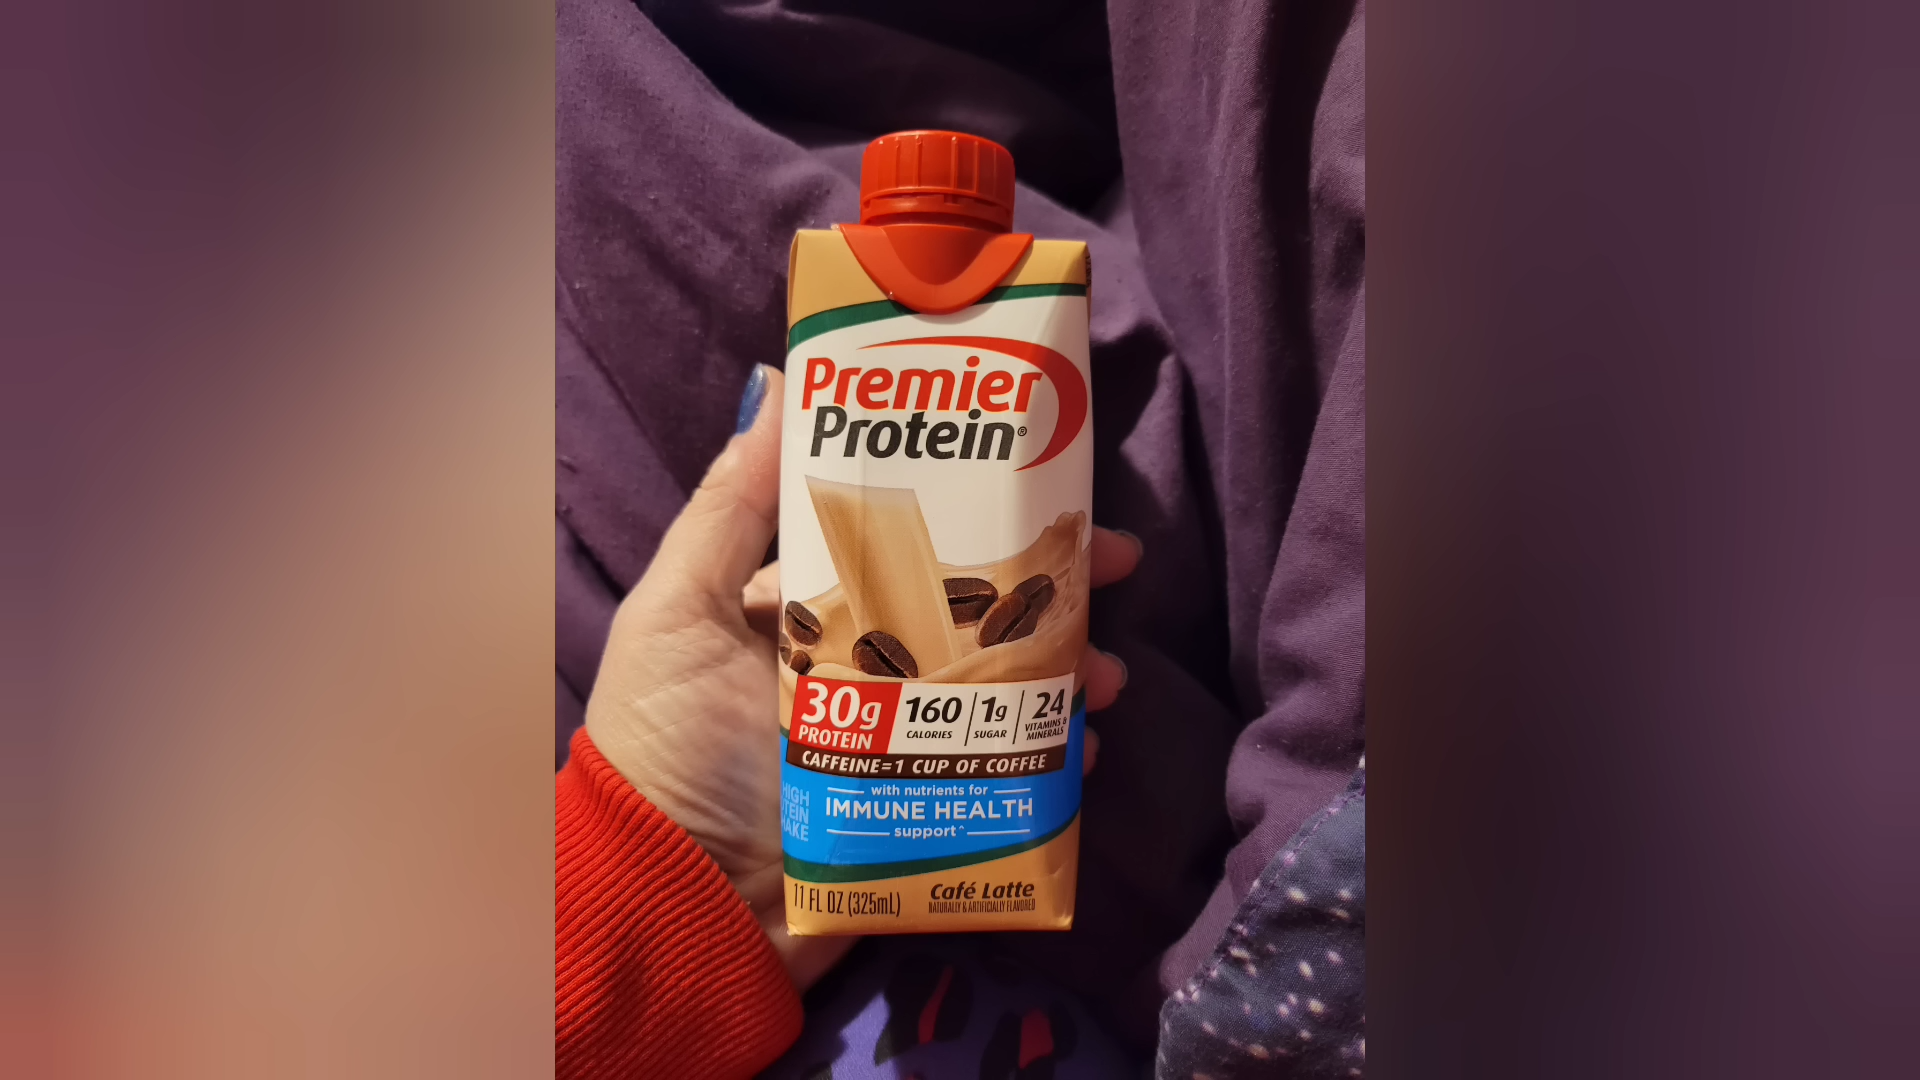 Premier
Protein®
30g
PROTEIN
160
CALORIES
1g
SUGAR
24
VITAMINS &
MINERALS
CAFFEINE=1 CUP OF COFFEE
HIGH
with nutrients for
IMMUNE HEALTH
support^
11 FL OZ (325mL)
Café Latte
NATURALLY & ARTIFICIALLY FLAVORED